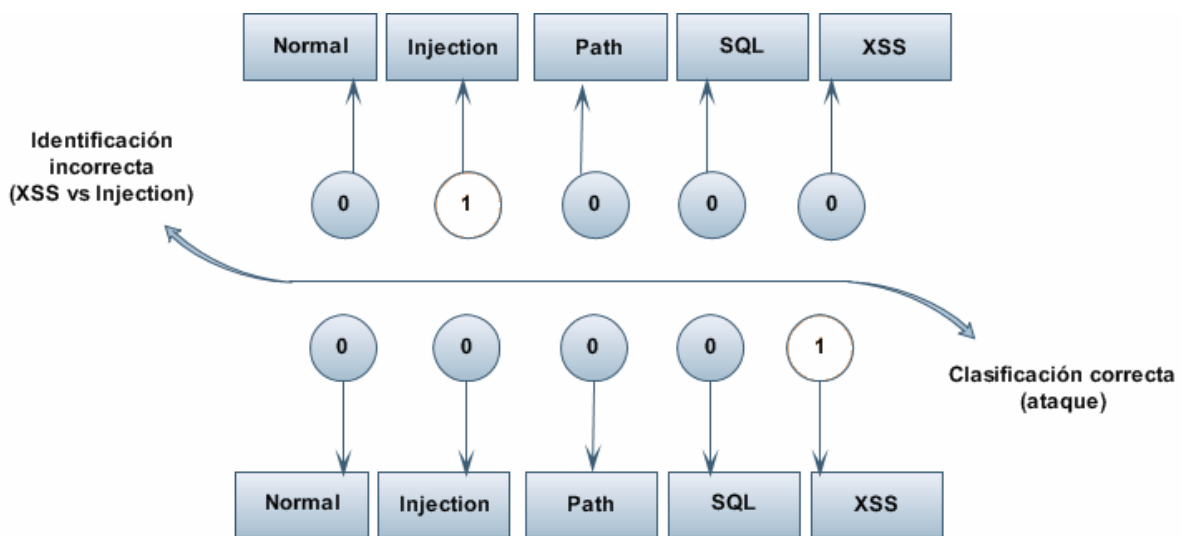 Normal
Injection
Path
SQL
XSS
Identificación
incorrecta
(XSS vs Injection)
0
1
0
0
0
0
0
0
0
1
Clasificación correcta
(ataque)
Normal
Injection
Path
SQL
XSS